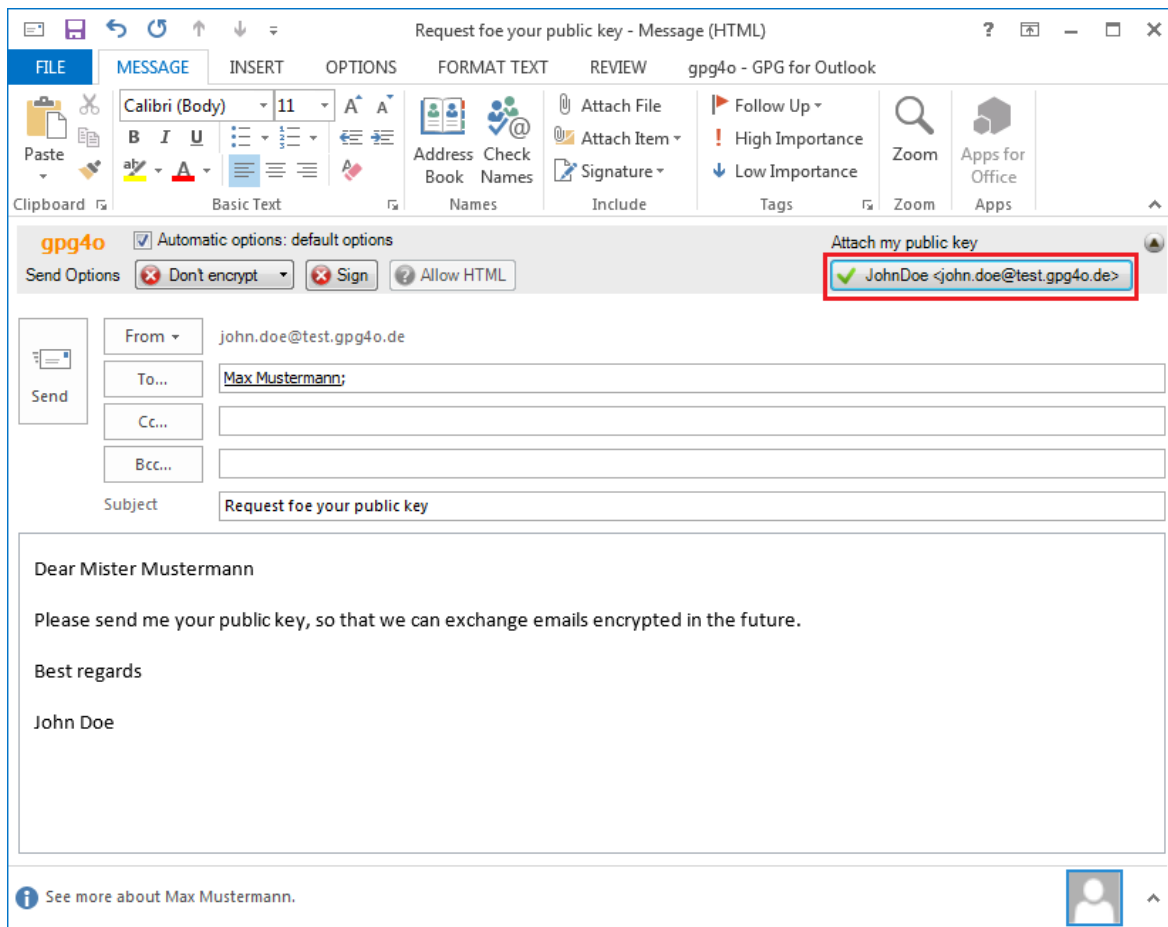 Request foe your public key - Message (HTML)
?
FILE MESSAGE INSERT OPTIONS FORMAT TEXT REVIEW gpg4o - GPG for Outlook
Paste
Calibri (Body) 11 A A
B I U
ab A
Address Book
Check Names
Attach File
Attach Item
Signature
Follow Up
High Importance
Low Importance
Zoom
Apps for Office
Clipboard Basic Text Names Include Tags Zoom Apps
gpg4o
Automatic options: default options
Attach my public key
Send Options Don't encrypt Sign Allow HTML JohnDoe <john.doe@test.gpg4o.de>
Send
From john.doe@test.gpg4o.de
To... Max Mustermann;
Cc...
Bcc...
Subject Request foe your public key
Dear Mister Mustermann
Please send me your public key, so that we can exchange emails encrypted in the future.
Best regards
John Doe
See more about Max Mustermann.